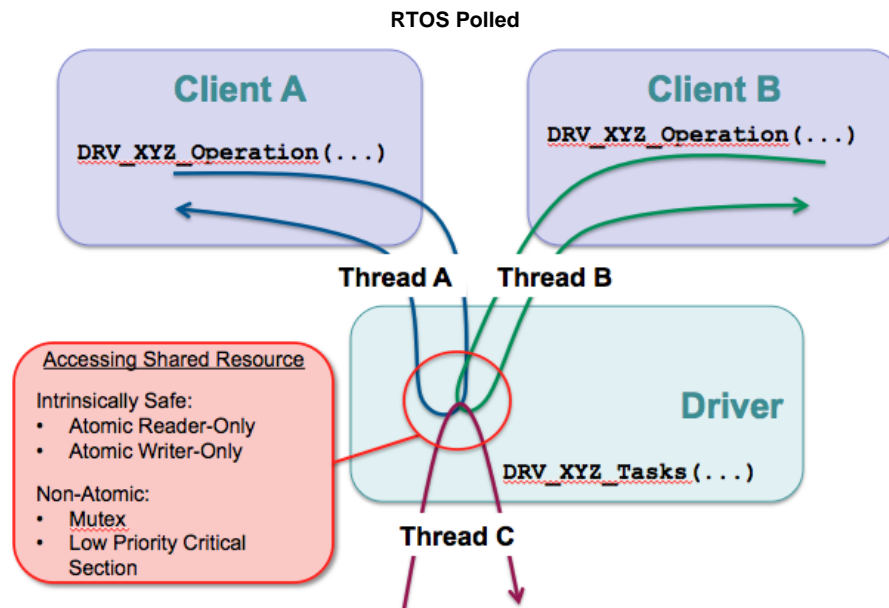 RTOS Polled
Client A
DRV_XYZ_Operation(...)
Client B
DRV_XYZ_Operation(...)
Thread A
Thread B
Accessing Shared Resource
Intrinsically Safe:
• Atomic Reader-Only
• Atomic Writer-Only
Non-Atomic:
• Mutex
• Low Priority Critical
Section
Driver
DRV_XYZ_Tasks(...)
Thread C